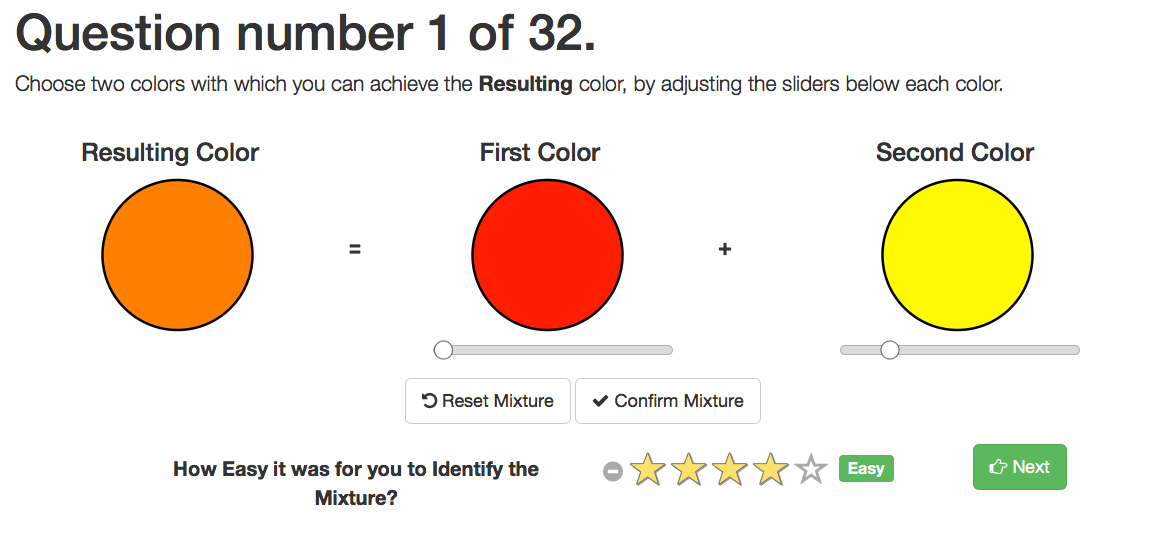 Question number 1 of 32.
Choose two colors with which you can achieve the Resulting color, by adjusting the sliders below each color.
Resulting Color
First Color
Second Color
=
+
Reset Mixture
Confirm Mixture
How Easy it was for you to Identify the
Mixture?
Easy
Next